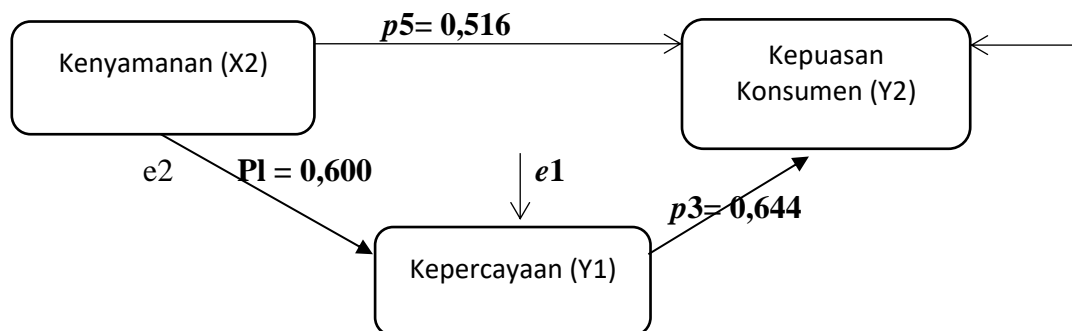 p5= 0,516
Kenyamanan (X2)
Kepuasan
Konsumen (Y2)
e2
Pl = 0,600
e1
p3= 0,644
Kepercayaan (Y1)